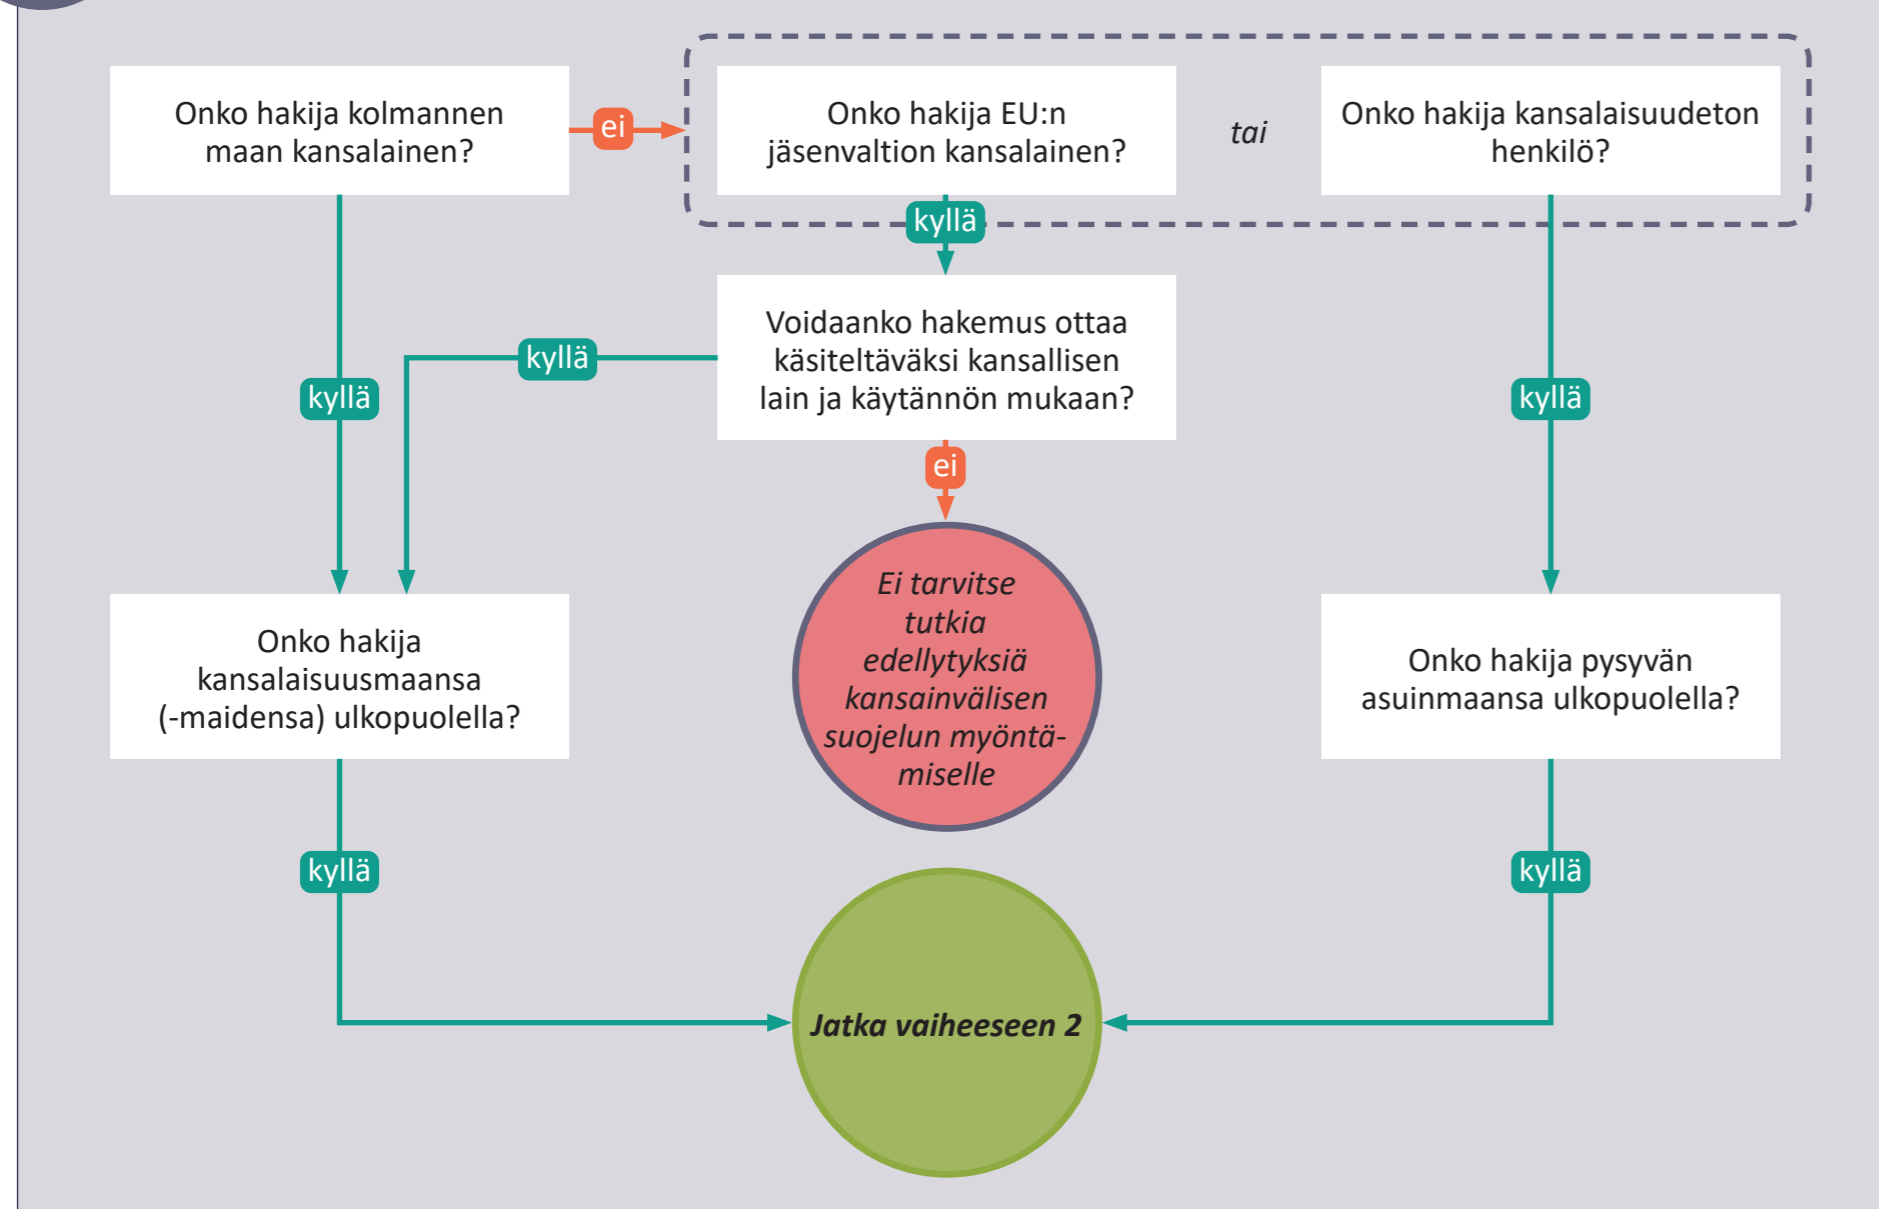 Onko hakija kolmannen
maan kansalainen?
ei
Onko hakija EU:n
jäsenvaltion kansalainen?
tai
Onko hakija kansalaisuudeton
henkilö?
kyllä
Voidaanko hakemus ottaa
käsiteltäväksi kansallisen
lain ja käytännön mukaan?
kyllä
kyllä
kyllä
ei
Ei tarvitse
tutkia
edellytyksiä
kansainvälisen
suojelun myöntä-
miselle
Onko hakija
kansalaisuusmaansa
(-maidensa) ulkopuolella?
Onko hakija pysyvän
asuinmaansa ulkopuolella?
kyllä
kyllä
Jatka vaiheeseen 2